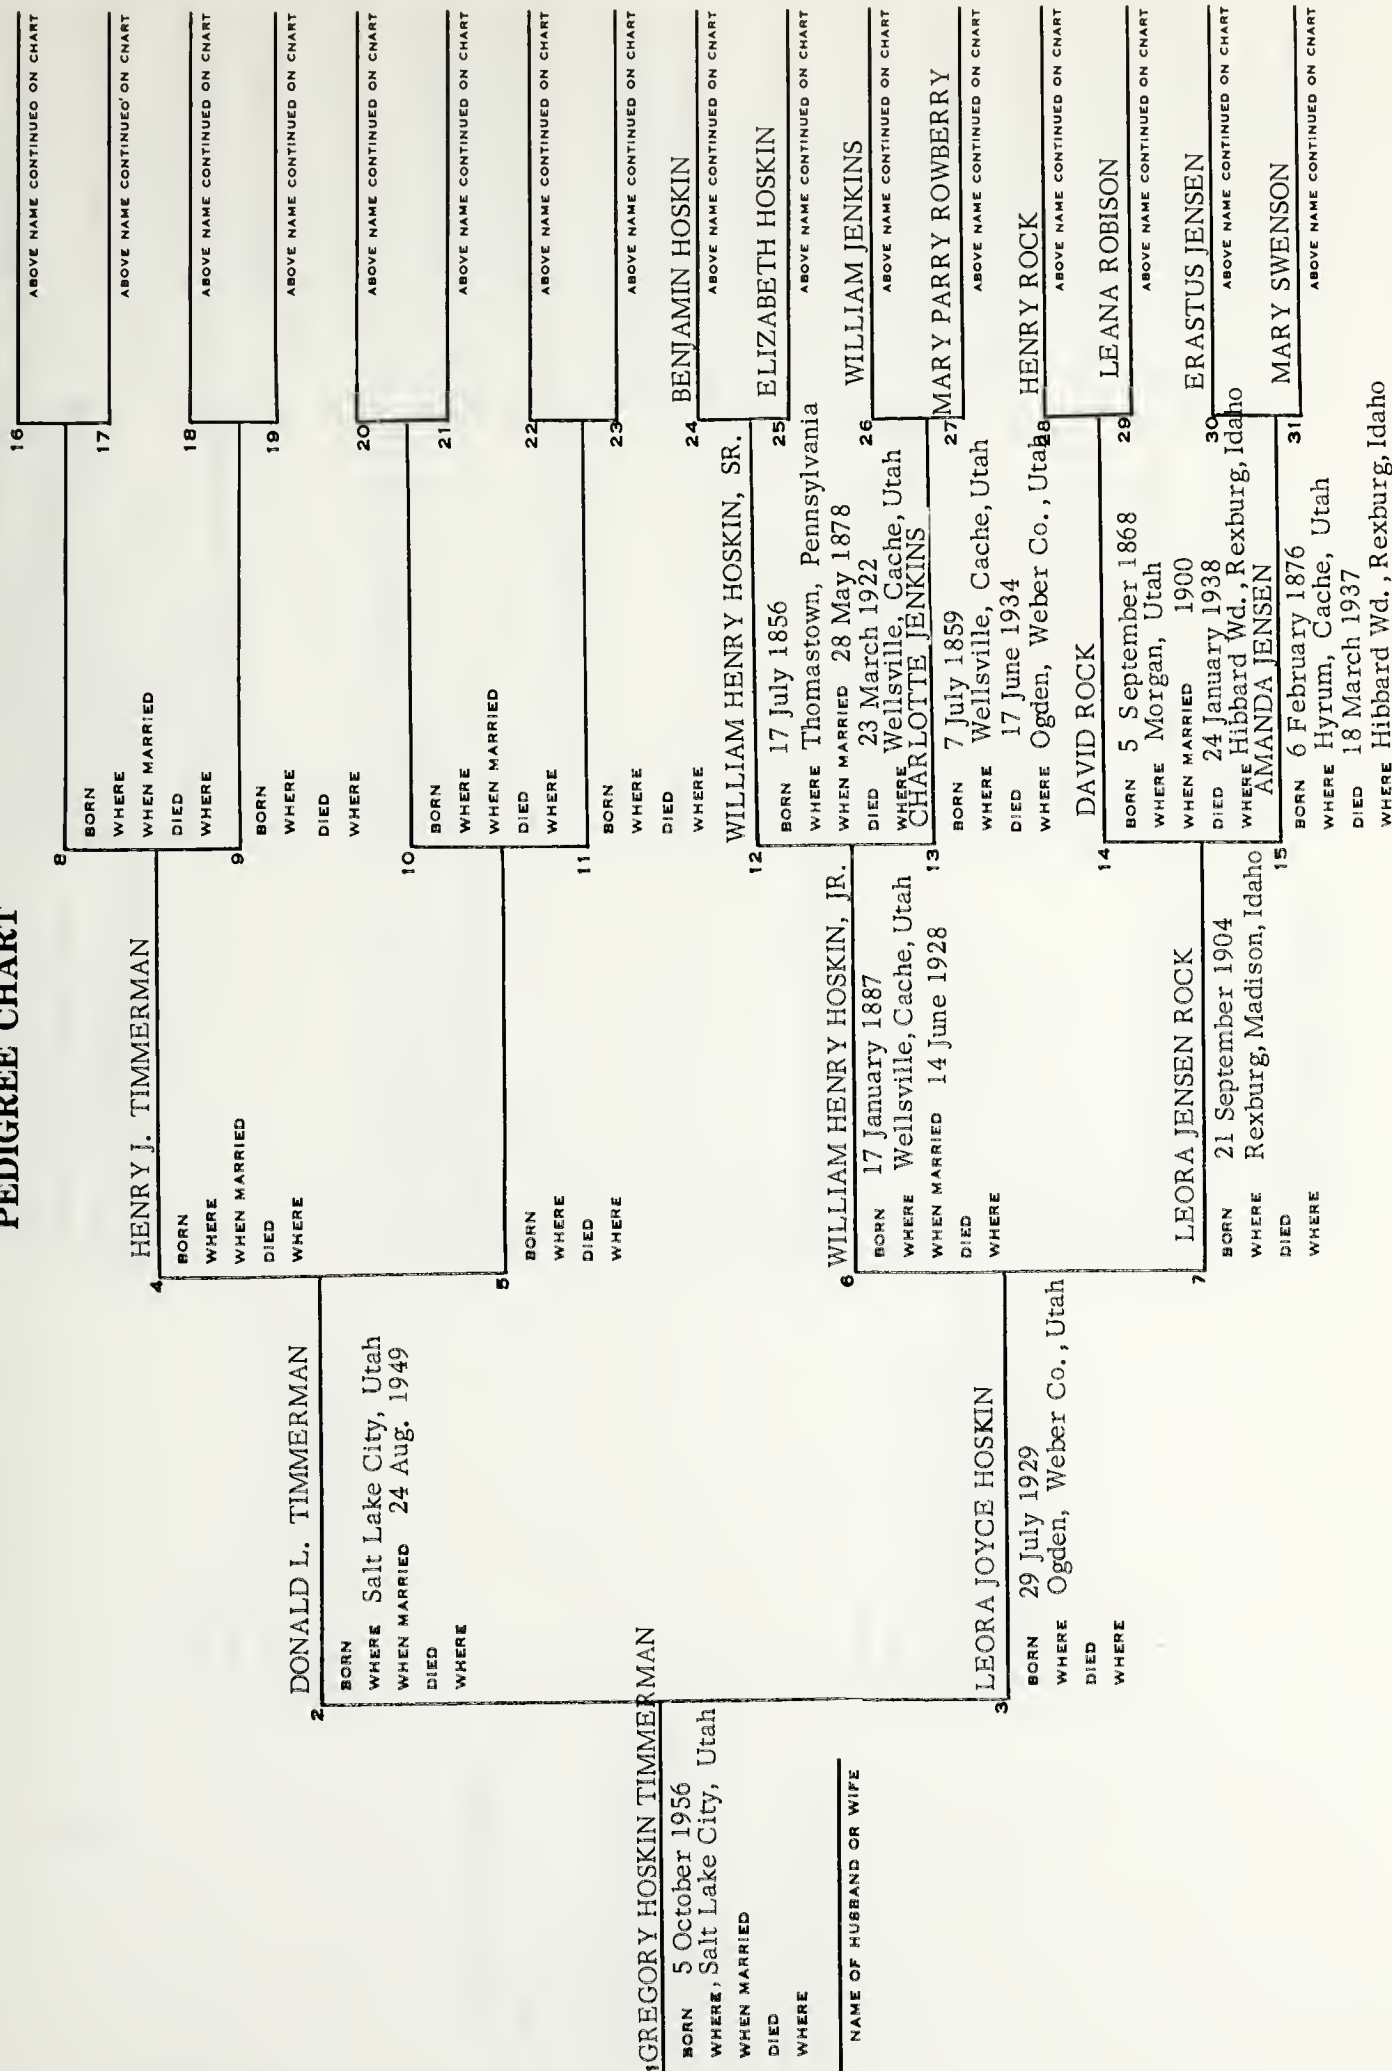 PEDIGREE CHART
1
GREGORY HOSKIN TIMMERMAN
BORN 5 October 1956
WHERE, Salt Lake City, Utah
WHEN MARRIED
DIED
WHERE
NAME OF HUSBAND OR WIFE
2
DONALD L. TIMMERMAN
BORN
WHERE Salt Lake City, Utah
WHEN MARRIED 24 Aug. 1949
DIED
WHERE
3
LEORA JOYCE HOSKIN
BORN 29 July 1929
WHERE Ogden, Weber Co., Utah
DIED
WHERE
4
HENRY J. TIMMERMAN
BORN
WHERE
WHEN MARRIED
DIED
WHERE
5
BORN
WHERE
DIED
WHERE
6
WILLIAM HENRY HOSKIN, JR.
BORN 17 January 1887
WHERE Wellsville, Cache, Utah
WHEN MARRIED 14 June 1928
DIED
WHERE
7
LEORA JENSEN ROCK
BORN 21 September 1904
WHERE Rexburg, Madison, Idaho
DIED
WHERE
8
BORN
WHERE
WHEN MARRIED
DIED
WHERE
9
BORN
WHERE
DIED
WHERE
10
BORN
WHERE
WHEN MARRIED
DIED
WHERE
11
BORN
WHERE
DIED
WHERE
12
WILLIAM HENRY HOSKIN, SR.
BORN 17 July 1856
WHERE Thomastown, Pennsylvania
WHEN MARRIED 28 May 1878
DIED 23 March 1922
WHERE Wellsville, Cache, Utah
13
CHARLOTTE JENKINS
BORN 7 July 1859
WHERE Wellsville, Cache, Utah
DIED 17 June 1934
WHERE Ogden, Weber Co., Utah
14
DAVID ROCK
BORN 5 September 1868
WHERE Morgan, Utah
WHEN MARRIED 1900
DIED 24 January 1938
WHERE Hibbard Wd., Rexburg, Idaho
15
AMANDA JENSEN
BORN 6 February 1876
WHERE Hyrum, Cache, Utah
DIED 18 March 1937
WHERE Hibbard Wd., Rexburg, Idaho
16
ABOVE NAME CONTINUEO ON CHART
17
ABOVE NAME CONTINUEO' ON CHART
18
ABOVE NAME CONTINUED ON CNART
19
ABOVE NAME CONTINUED ON CHART
20
ABOVE NAME CONTINUED ON CNART
21
ABOVE NAME CONTINUED ON CHART
22
ABOVE NAME CONTINUED ON CHART
23
ABOVE NAME CONTINUED ON CHART
24
BENJAMIN HOSKIN
ABOVE NAME CONTINUED ON CHART
25
ELIZABETH HOSKIN
ABOVE NAME CONTINUED ON CHART
26
WILLIAM JENKINS
ABOVE NAME CONTINUED ON CHART
27
MARY PARRY ROWBERRY
ABOVE NAME CONTINUED ON CNART
28
HENRY ROCK
ABOVE NAME CONTINUED ON CHART
29
LEANA ROBISON
ABOVE NAME CONTINUED ON CNART
30
ERASTUS JENSEN
ABOVE NAME CONTINUED ON CHART
31
MARY SWENSON
ABOVE NAME CONTINUED ON CHART